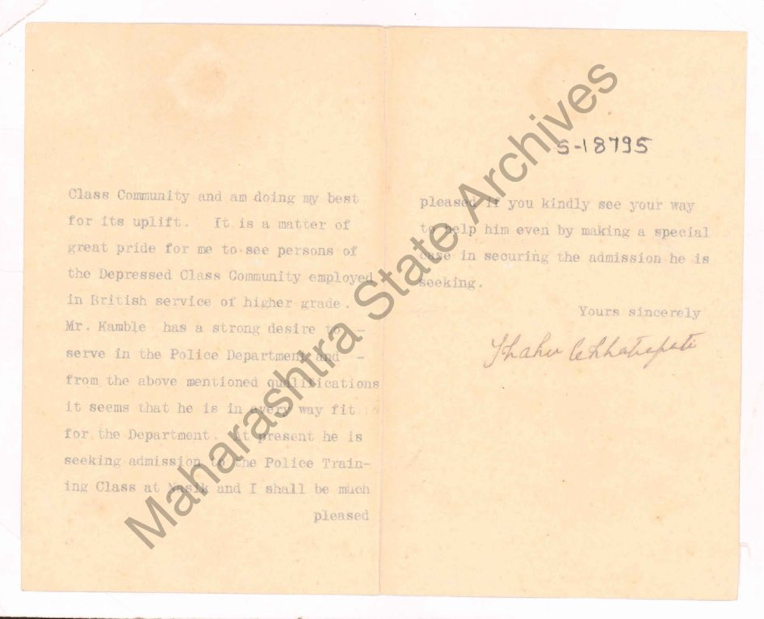 Class Community and am doing my best
for its uplift. It is a matter of
great pride for me to see persons of
the Depressed Class Community employed
in British service of higher grade.
Mr. Kamble has a strong desire to -
serve in the Police Department and -
from the above mentioned qualifications
it seems that he is in every way fit
for the Department. At present he is
seeking admission to the Police Train-
ing Class at Nasik and I shall be much
pleased
S-18795
pleased if you kindly see your way
to help him even by making a special
case in securing the admission he is
seeking.
Yours sincerely
Shahu Chhatrapati
Maharashtra State Archives